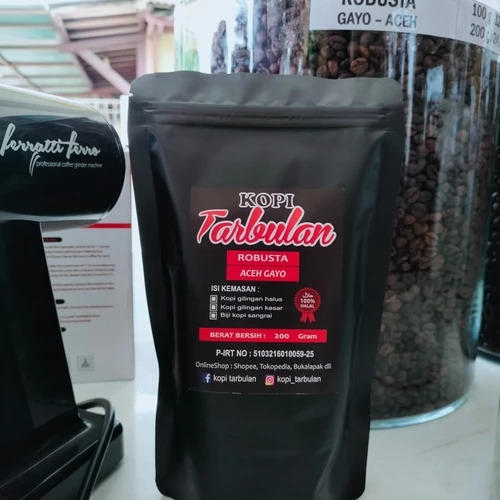 ROBUSTA
GAYO – ACEH
100
200
ferratti ferro
professional coffee grinder machine
KOPI
Tarbulan
ROBUSTA
ACEH GAYO
ISI KEMASAN :
Kopi gilingan halus
Kopi gilingan kasar
Biji kopi sangrai
100%
HALAL
BERAT BERSIH : 200 Gram
P-IRT NO : 5103216010059-25
OnlineShop : Shopee, Tokopedia, Bukalapak dll
kopi tarbulan
kopi_tarbulan